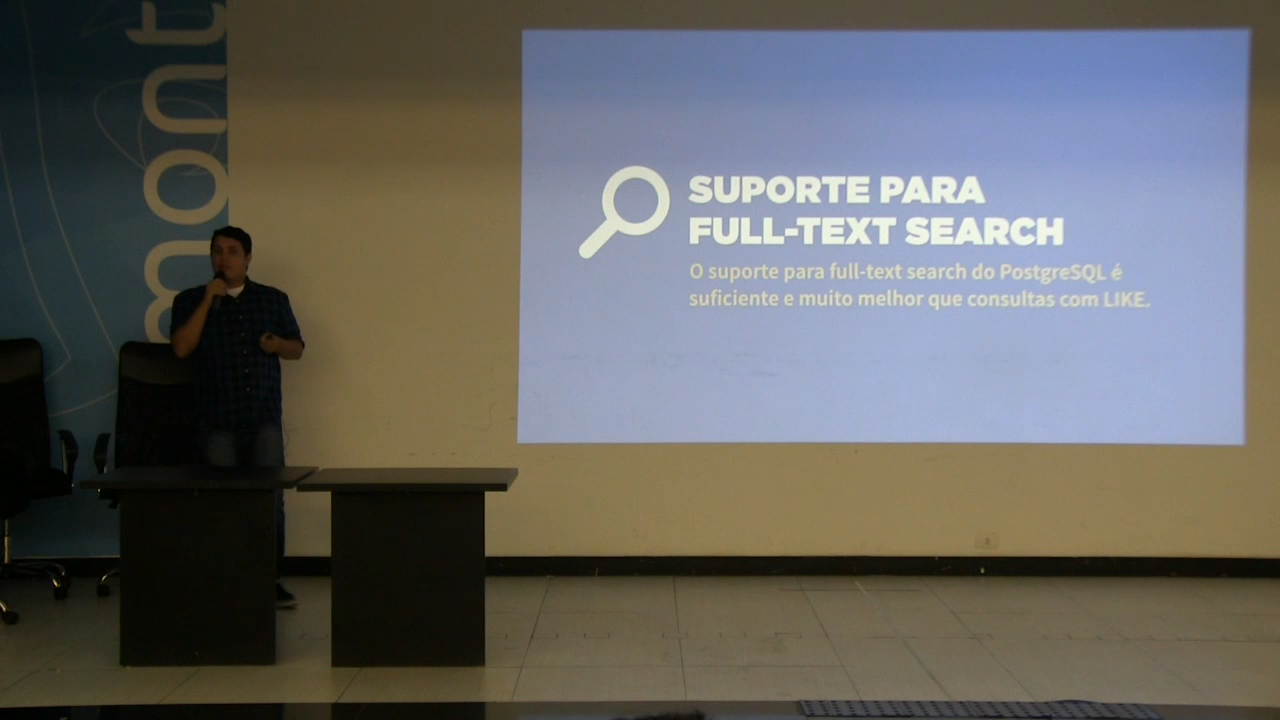 mont
SUPORTE PARA
FULL-TEXT SEARCH
O suporte para full-text search do PostgreSQL é
suficiente e muito melhor que consultas com LIKE.